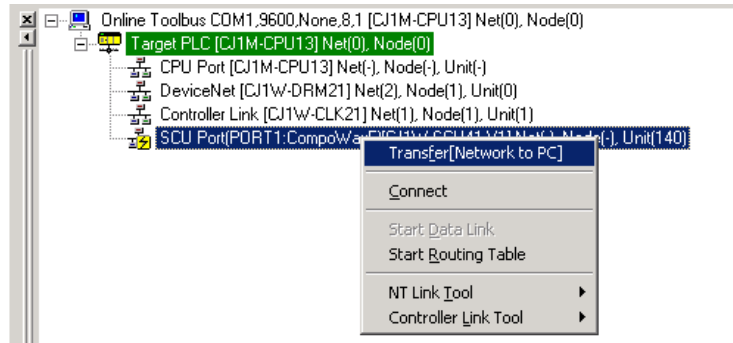 Online Toolbus COM1,9600,None,8,1 [CJ1M-CPU13] Net(0), Node(0)
Target PLC [CJ1M-CPU13] Net(0), Node(0)
CPU Port [CJ1M-CPU13] Net(-), Node(-), Unit(-)
DeviceNet [CJ1W-DRM21] Net(2), Node(1), Unit(0)
Controller Link [CJ1W-CLK21] Net(1), Node(1), Unit(1)
SCU Port(PORT1:CompoWay Unit(140)
Transfer[Network to PC]
Connect
Start Data Link
Start Routing Table
NT Link Tool
Controller Link Tool